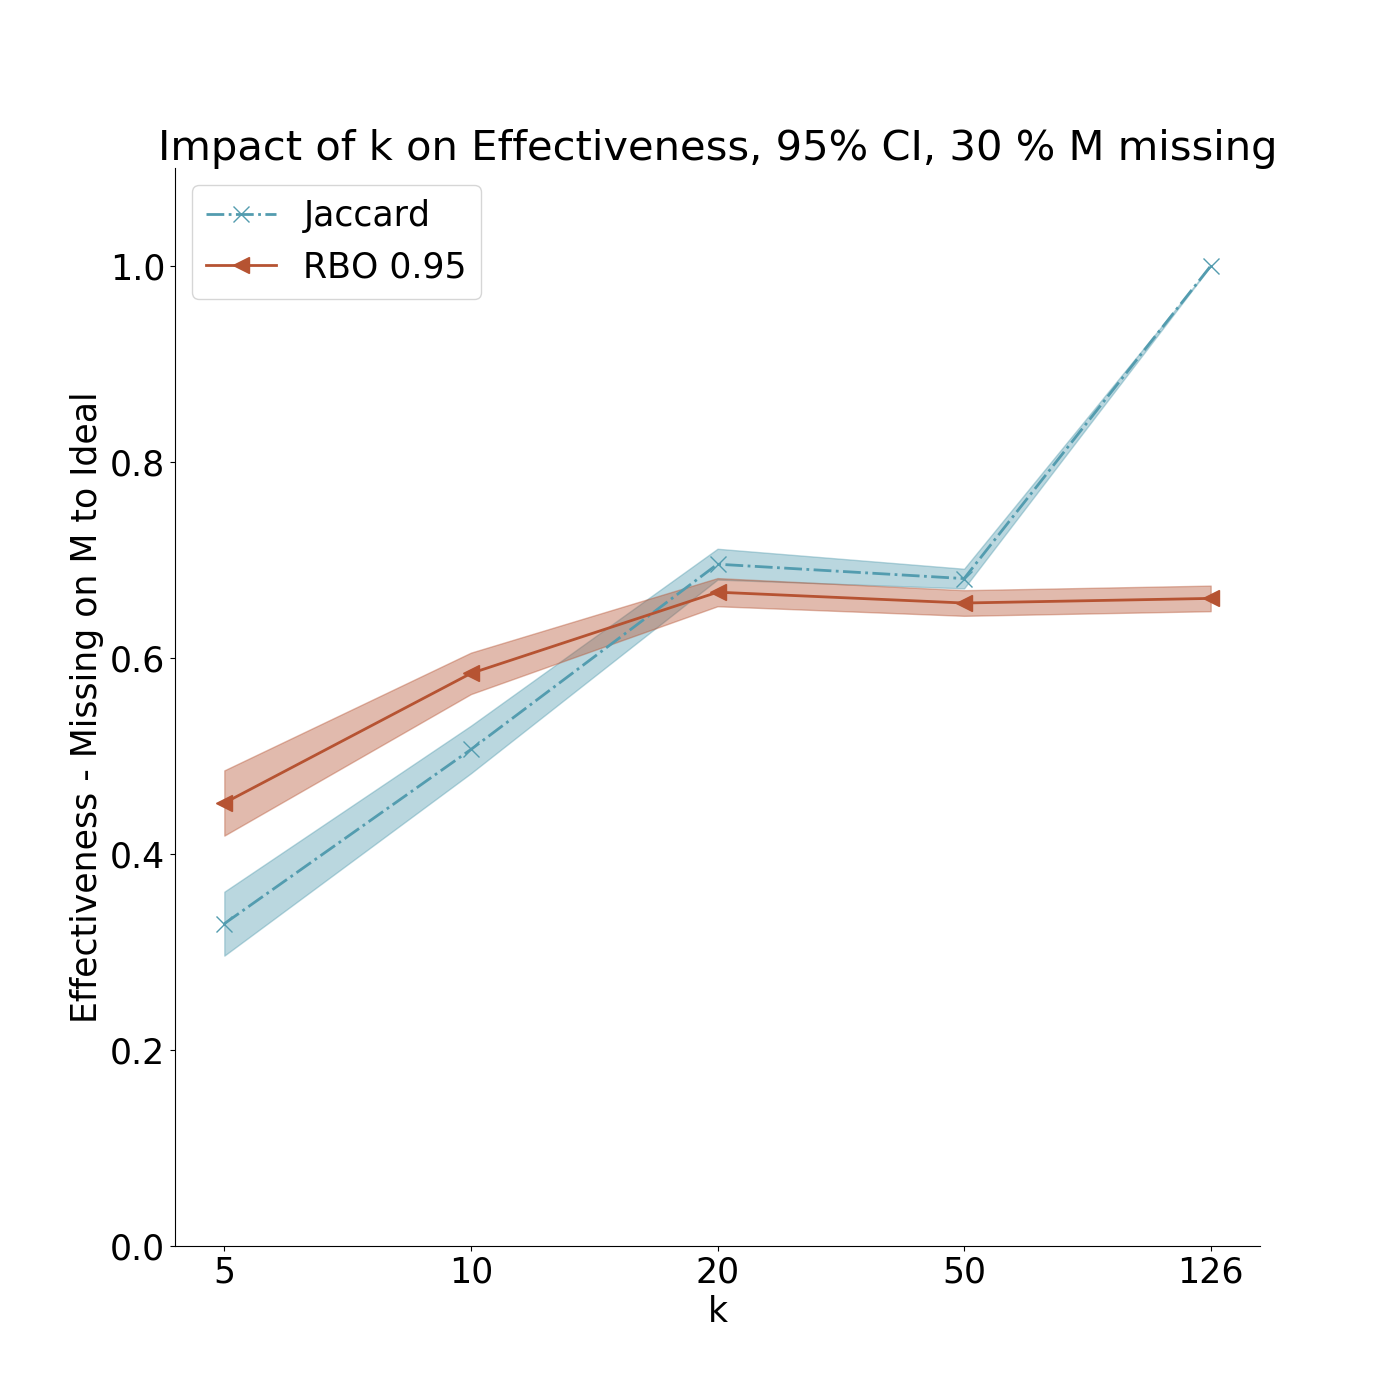 Impact of k on Effectiveness, 95% CI, 30 % M missing
Jaccard
RBO 0.95
Effectiveness - Missing on M to Ideal
1.0
0.8
0.6
0.4
0.2
0.0
5 10 20 50 126
k